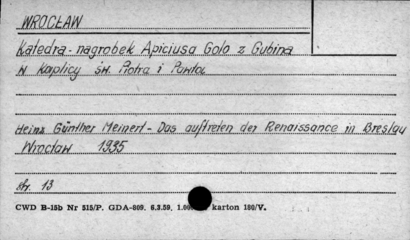 WROCŁAW
Katedra - nagrobek Apiciusa Golo z Gubina
w Kaplicy św. Piotra i Pawła
Heinz Günther Meinert - Das auftreten der Renaissance in Breslau
Wrocław 1935
str. 13
CWD B-15b Nr 515/P. GDA-809. 6.3.59. karton 180/V.